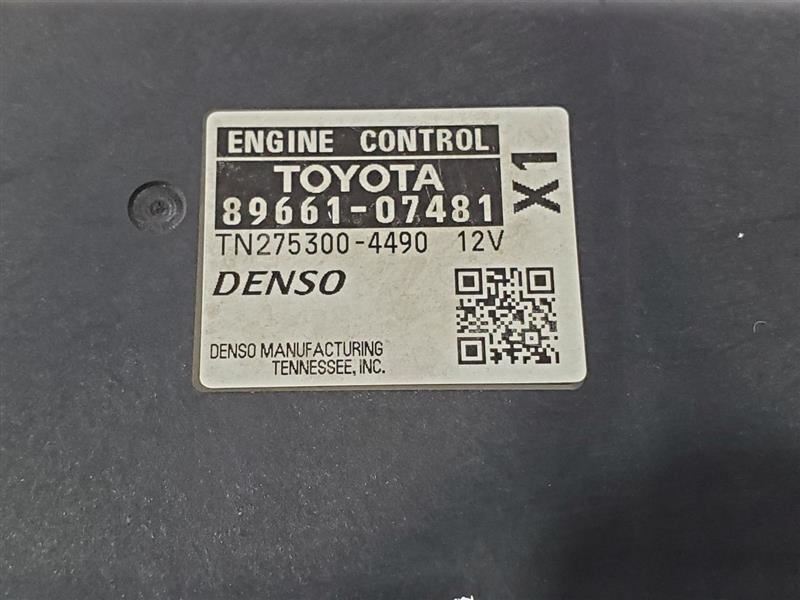 ENGINE CONTROL
TOYOTA
89661-07481
X1
TN275300-4490 12V
DENSO
DENSO MANUFACTURING
TENNESSEE, INC.